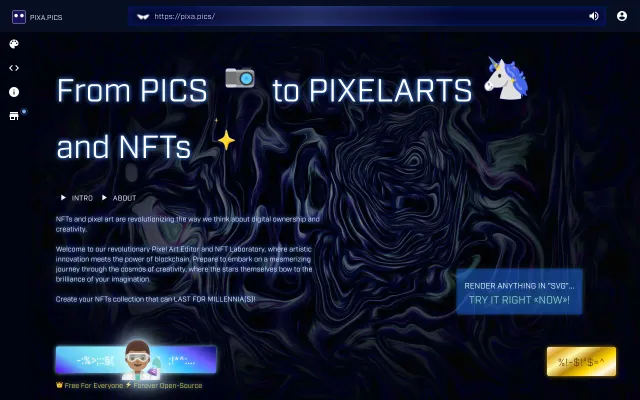 PIXA.PICS
https://pixa.pics/
From PICS to PIXELARTS
and NFTs
INTRO ABOUT
NFTs and pixel art are revolutionizing the way we think about digital ownership and
creativity.
Welcome to our revolutionary Pixel Art Editor and NFT Laboratory, where artistic
innovation meets the power of blockchain. Prepare to embark on a mesmerizing
journey through the cosmos of creativity, where the stars themselves bow to the
brilliance of your imagination.
Create your NFTs collection that can LAST FOR MILLENNIA(S)!
RENDER ANYTHING IN "SVG"...
TRY IT RIGHT «NOW»!
Free For Everyone Forever Open-Source